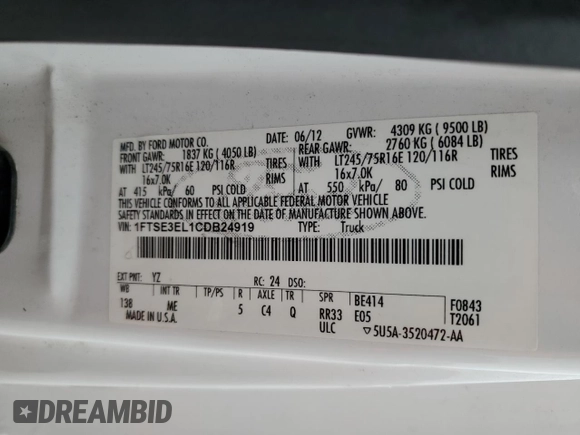 MFD. BY FORD MOTOR CO.
06/12
GVWR: 4309 KG ( 9500 LB)
FRONT GAWR: 1837 KG ( 4050 LB)
REAR GAWR: 2760 KG ( 6084 LB)
WITH LT245/75R16E 120/116R TIRES
WITH LT245/75R16E 120/116R TIRES
16x7.0K RIMS
16x7.0K RIMS
AT 415 kPa/ 60 PSI COLD
AT 550 kPa/ 80 PSI COLD
THIS VEHICLE CONFORMS TO ALL APPLICABLE FEDERAL MOTOR VEHICLE
SAFETY STANDARDS IN EFFECT ON THE DATE OF MANUFACTURE SHOWN ABOVE.
VIN: 1FTSE3EL1CDB24919
TYPE: Truck
EXT PNT: YZ RC: 24 DSO:
WB INT TR TP/PS R AXLE TR SPR BE414 F0843
138 ME 5 C4 Q RR33 E05 T2061
ULC ▽5U5A-3520472-AA
DREAMBID